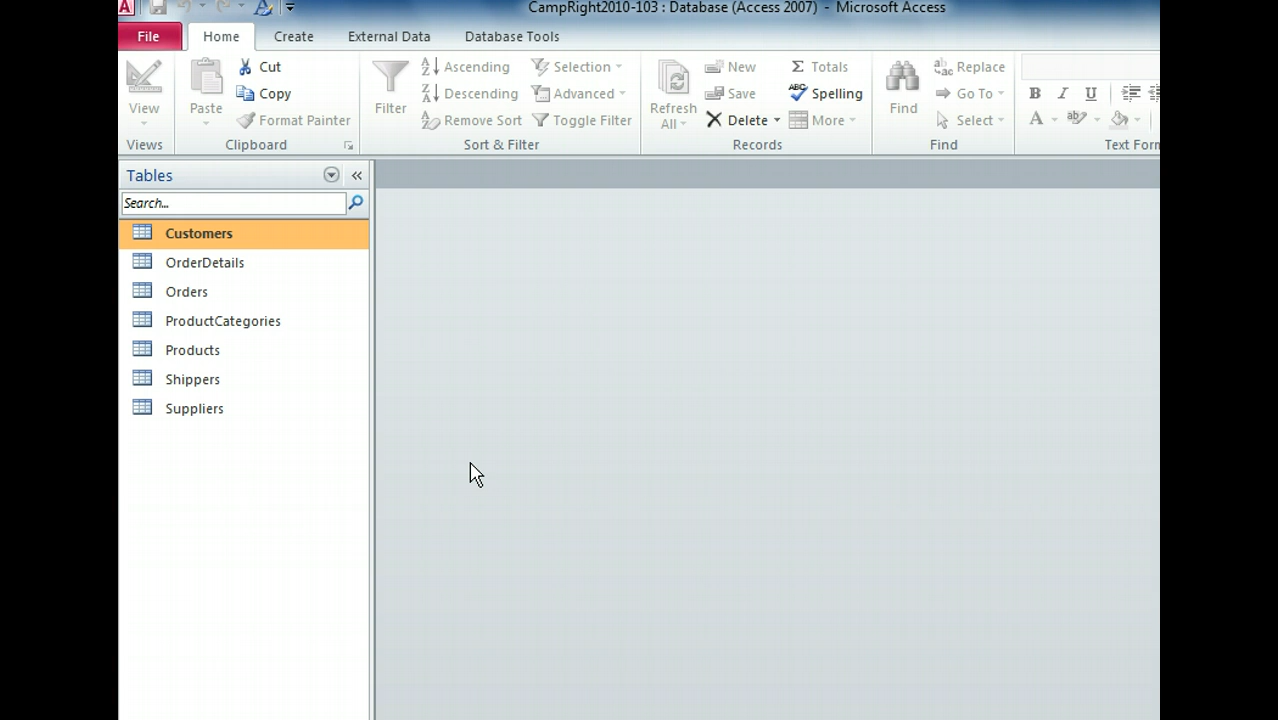 A
CampRight2010-103 : Database (Access 2007) - Microsoft Access
File Home Create External Data Database Tools
View
Views
Paste
Cut
Copy
Format Painter
Clipboard
Filter
Ascending
Descending
Remove Sort
Selection
Advanced
Toggle Filter
Sort & Filter
Refresh
All
New
Save
Delete
Totals
Spelling
More
Records
Find
Replace
Go To
Select
Find
B I U
A
Text Form
Tables
Search...
Customers
OrderDetails
Orders
ProductCategories
Products
Shippers
Suppliers